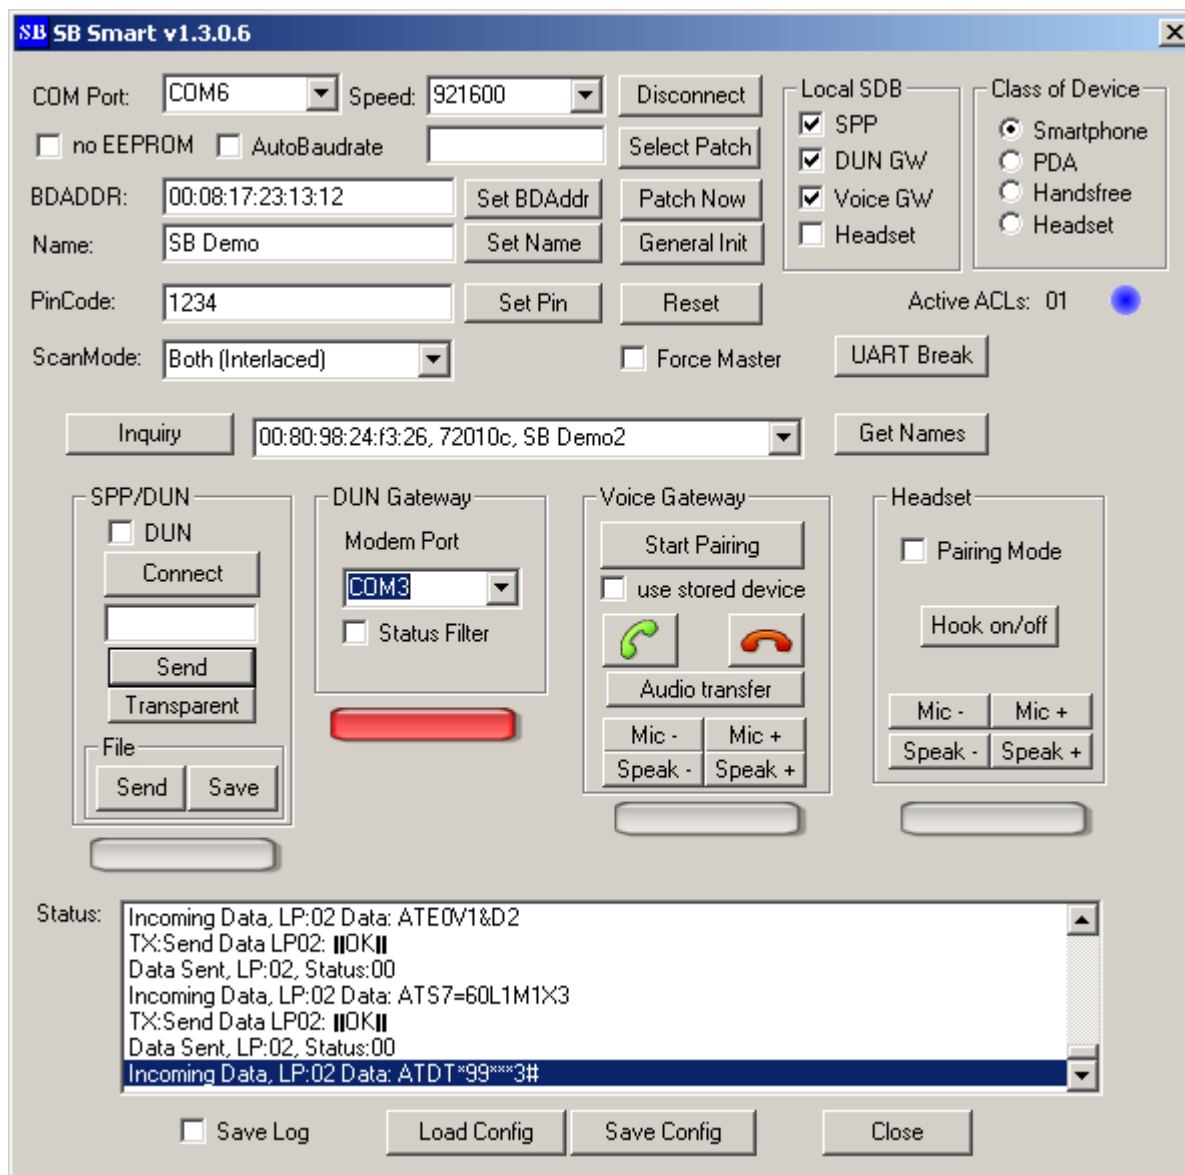 SB SB Smart v1.3.0.6
COM Port: COM6 Speed: 921600 Disconnect
no EEPROM AutoBaudrate Select Patch
BDADDR: 00:08:17:23:13:12 Set BDAddr Patch Now
Name: SB Demo Set Name General Init
PinCode: 1234 Set Pin Reset
ScanMode: Both (Interlaced) Force Master UART Break
Local SDB
SPP
DUN GW
Voice GW
Headset
Class of Device
Smartphone
PDA
Handsfree
Headset
Active ACLs: 01
Inquiry 00:80:98:24:f3:26, 72010c, SB Demo2 Get Names
SPP/DUN
DUN
Connect
Send
Transparent
File
Send Save
DUN Gateway
Modem Port
COM3
Status Filter
Voice Gateway
Start Pairing
use stored device
Audio transfer
Mic - Mic +
Speak - Speak +
Headset
Pairing Mode
Hook on/off
Mic - Mic +
Speak - Speak +
Status:
Incoming Data, LP:02 Data: ATE0V1&D2
TX:Send Data LP02: ||OK||
Data Sent, LP:02, Status:00
Incoming Data, LP:02 Data: ATS7=60L1M1X3
TX:Send Data LP02: ||OK||
Data Sent, LP:02, Status:00
Incoming Data, LP:02 Data: ATDT*99***3#
Save Log Load Config Save Config Close